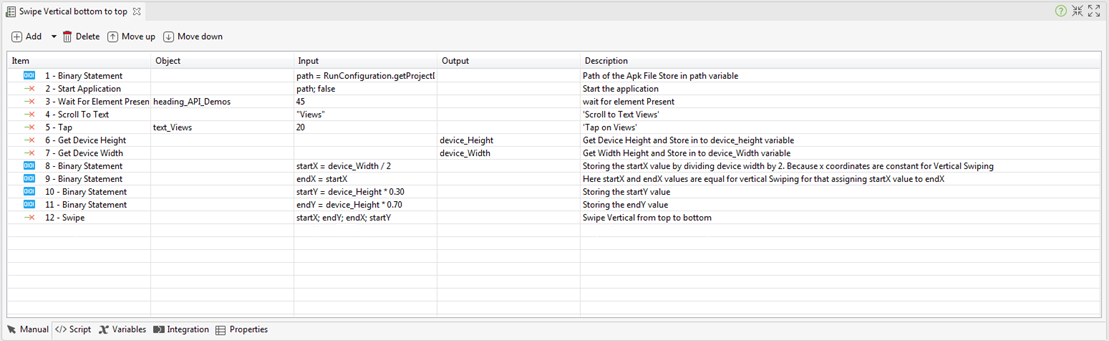 Swipe Vertical bottom to top
Add Delete Move up Move down
Item Object Input Output Description
1 - Binary Statement path = RunConfiguration.getProjectI Path of the Apk File Store in path variable
2 - Start Application path; false Start the application
3 - Wait For Element Presen heading_API_Demos 45 wait for element Present
4 - Scroll To Text "Views" 'Scroll to Text Views'
5 - Tap text_Views 20 'Tap on Views'
6 - Get Device Height device_Height Get Device Height and Store in to device_height variable
7 - Get Device Width device_Width Get Width Height and Store in to device_Width variable
8 - Binary Statement startX = device_Width / 2 Storing the startX value by dividing device width by 2. Because x coordinates are constant for Vertical Swiping
9 - Binary Statement endX = startX Here startX and endX values are equal for vertical Swiping for that assigning startX value to endX
10 - Binary Statement startY = device_Height * 0.30 Storing the startY value
11 - Binary Statement endY = device_Height * 0.70 Storing the endY value
12 - Swipe startX; endY; endX; startY Swipe Vertical from top to bottom
Manual </> Script Variables Integration Properties